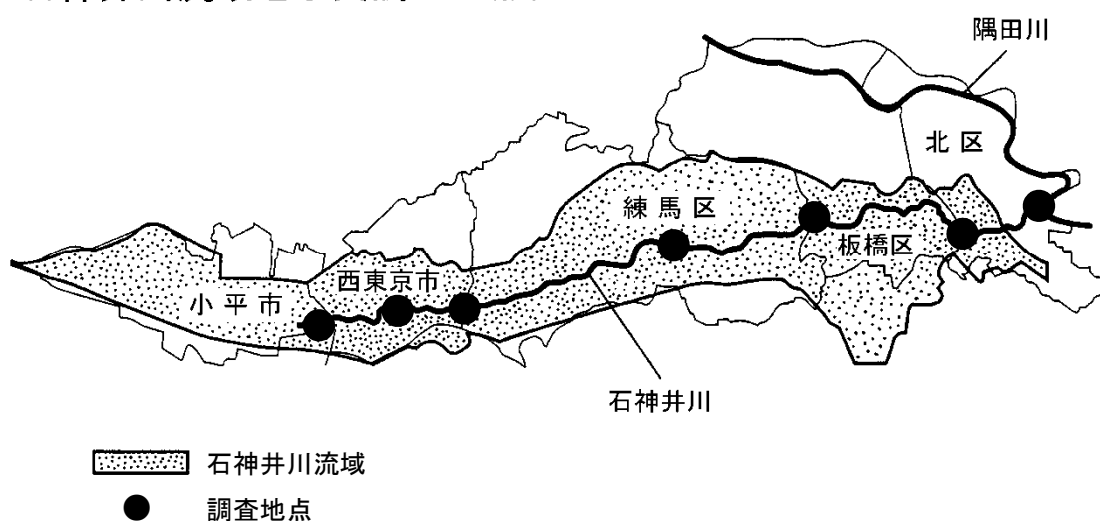 隅田川
北区
練馬区
板橋区
西東京市
小平市
石神井川
石神井川流域
調査地点